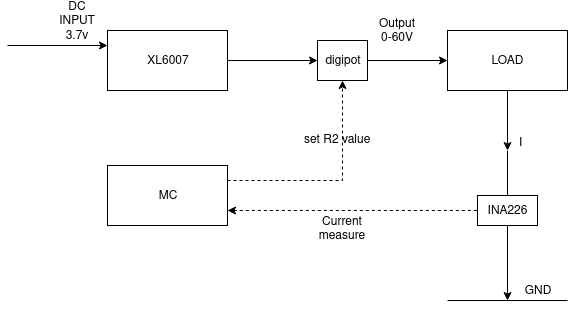 DC
INPUT
3.7v
XL6007
digipot
Output
0-60V
LOAD
set R2 value
I
MC
INA226
Current
measure
GND